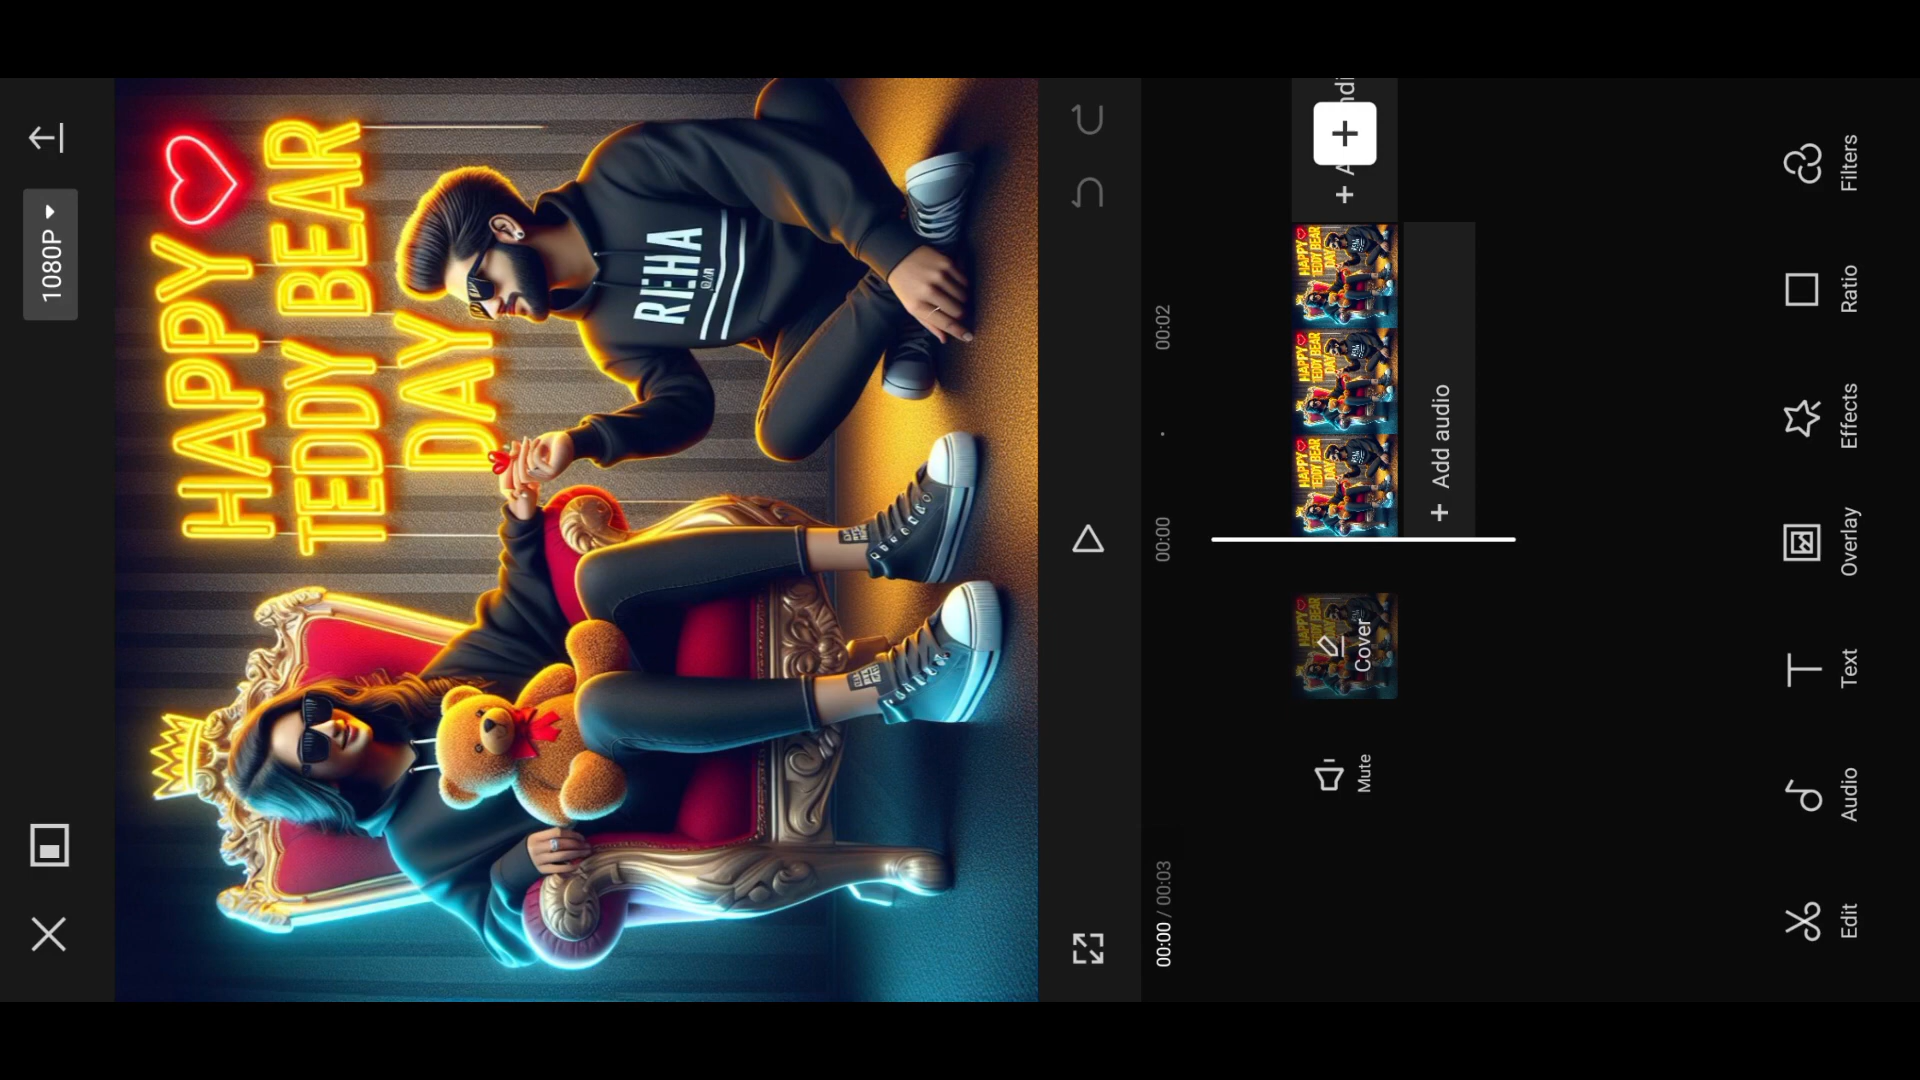 1080P
HAPPY
TEDDY BEAR
DAY
REHA
00:00 / 00:03
00:00
00:02
Mute
Cover
+ Add audio
Edit
Audio
Text
Overlay
Effects
Ratio
Filters